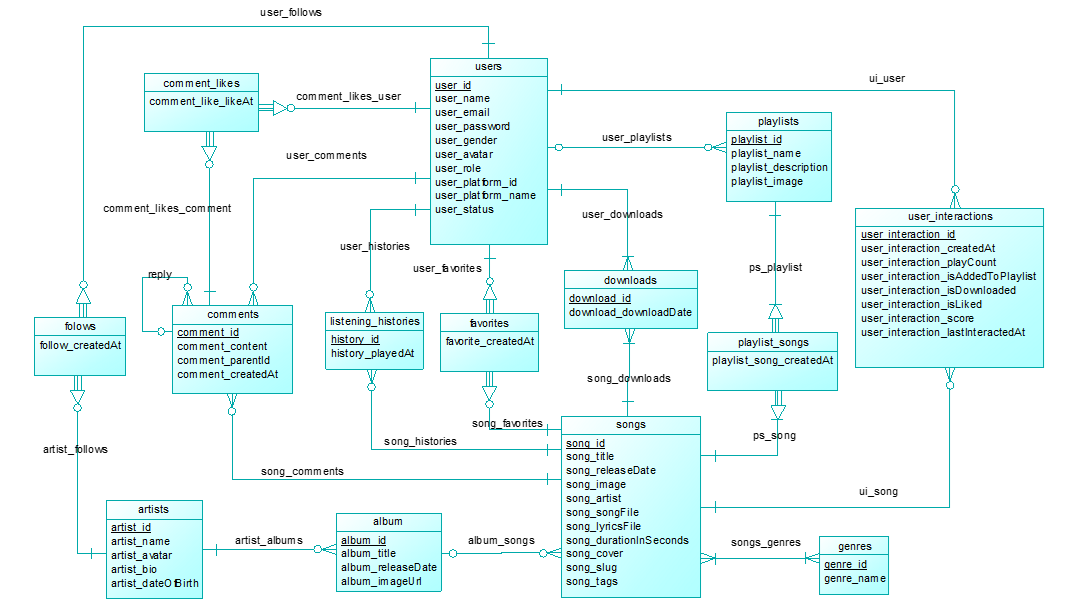 user_follows
users
user_id
user_name
user_email
user_password
user_gender
user_avatar
user_role
user_platform_id
user_platform_name
user_status
comment_likes
comment_like_likeAt
comment_likes_user
ui_user
playlists
playlist_id
playlist_name
playlist_description
playlist_image
user_playlists
user_comments
comment_likes_comment
user_downloads
user_interactions
user_interaction_id
user_interaction_createdAt
user_interaction_playCount
user_interaction_isAddedToPlaylist
user_interaction_isDownloaded
user_interaction_isLiked
user_interaction_score
user_interaction_lastInteractedAt
user_histories
user_favorites
ps_playlist
reply
downloads
download_id
download_downloadDate
folows
follow_createdAt
comments
comment_id
comment_content
comment_parentId
comment_createdAt
listening_histories
history_id
history_playedAt
favorites
favorite_createdAt
playlist_songs
playlist_song_createdAt
song_downloads
song_favorites
songs
song_id
song_title
song_releaseDate
song_image
song_artist
song_songFile
song_lyricsFile
song_durationInSeconds
song_cover
song_slug
song_tags
ps_song
song_histories
artist_follows
song_comments
ui_song
artists
artist_id
artist_name
artist_avatar
artist_bio
artist_dateOfBirth
artist_albums
album
album_id
album_title
album_releaseDate
album_imageUrl
album_songs
songs_genres
genres
genre_id
genre_name